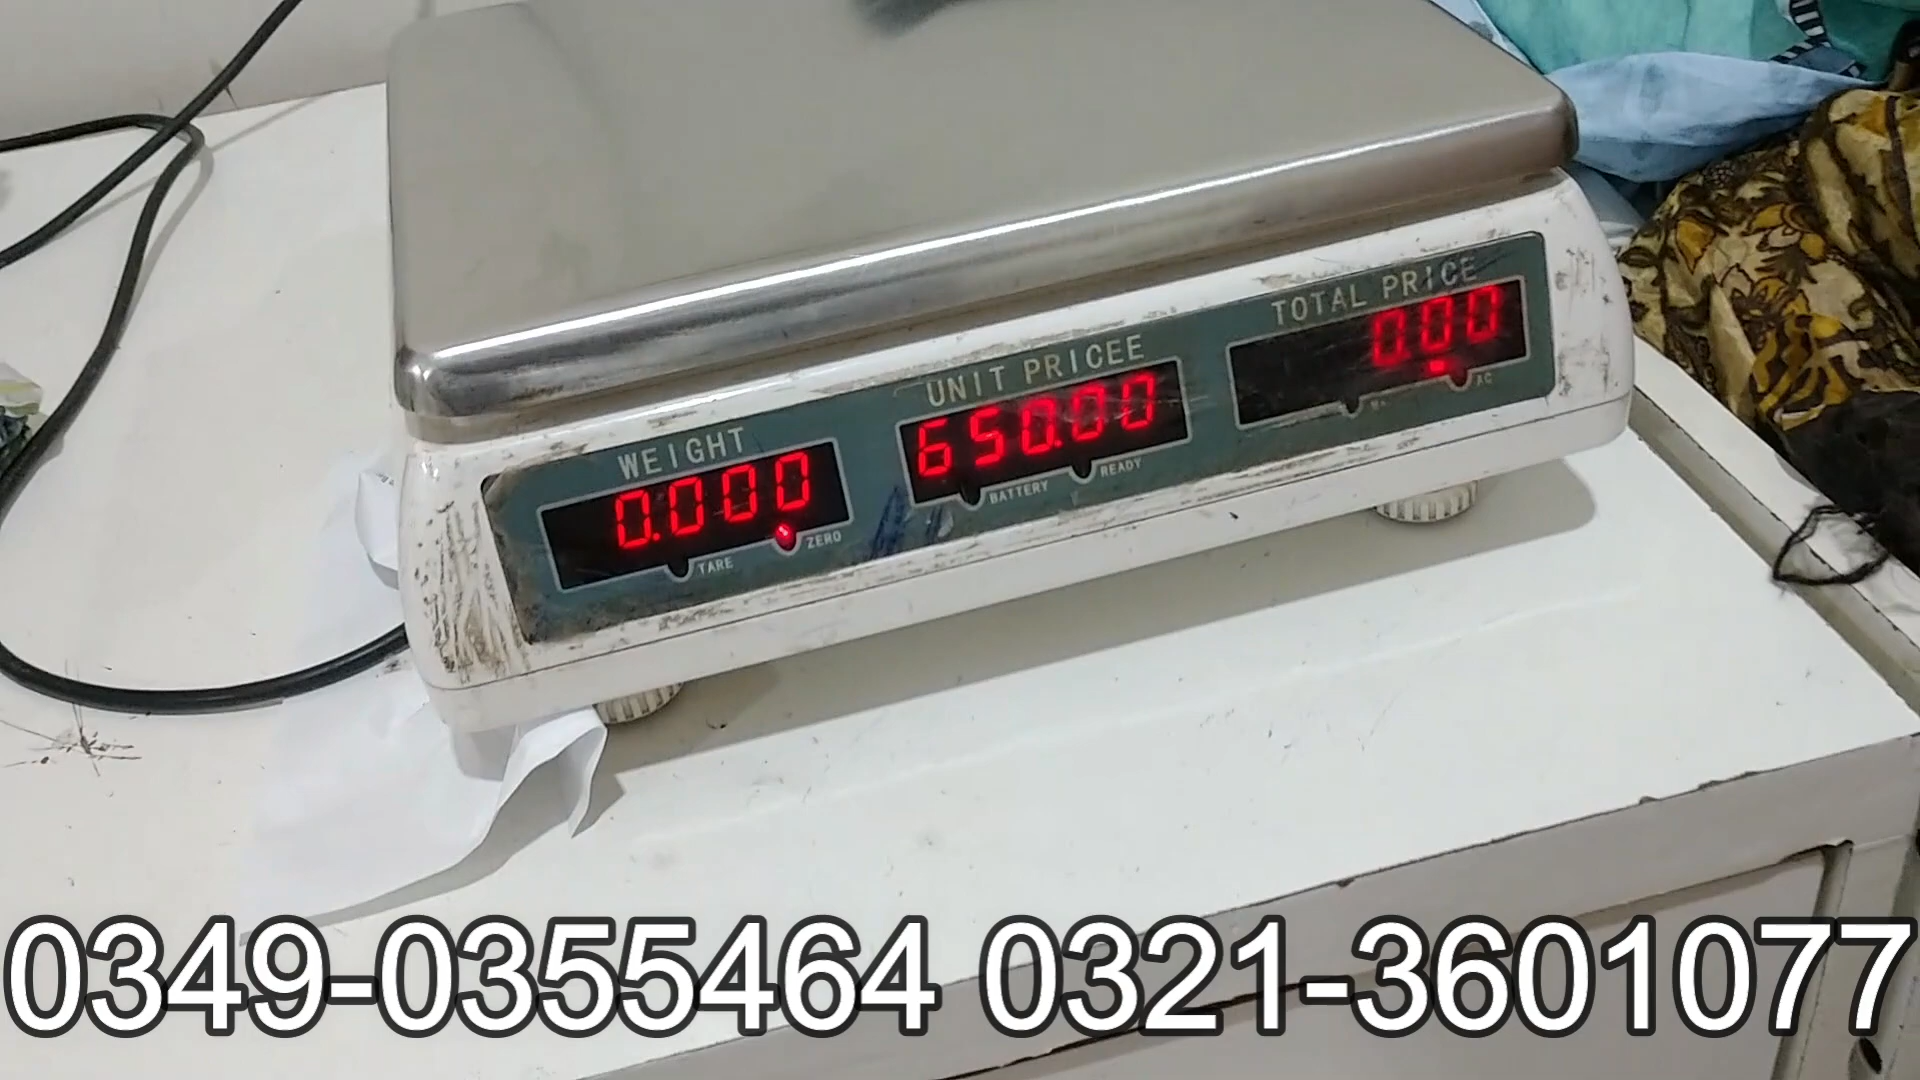 WEIGHT
0.000
TARE
ZERO
UNIT PRICEE
650.00
BATTERY
READY
TOTAL PRICE
0.00
AC
0349-0355464 0321-3601077